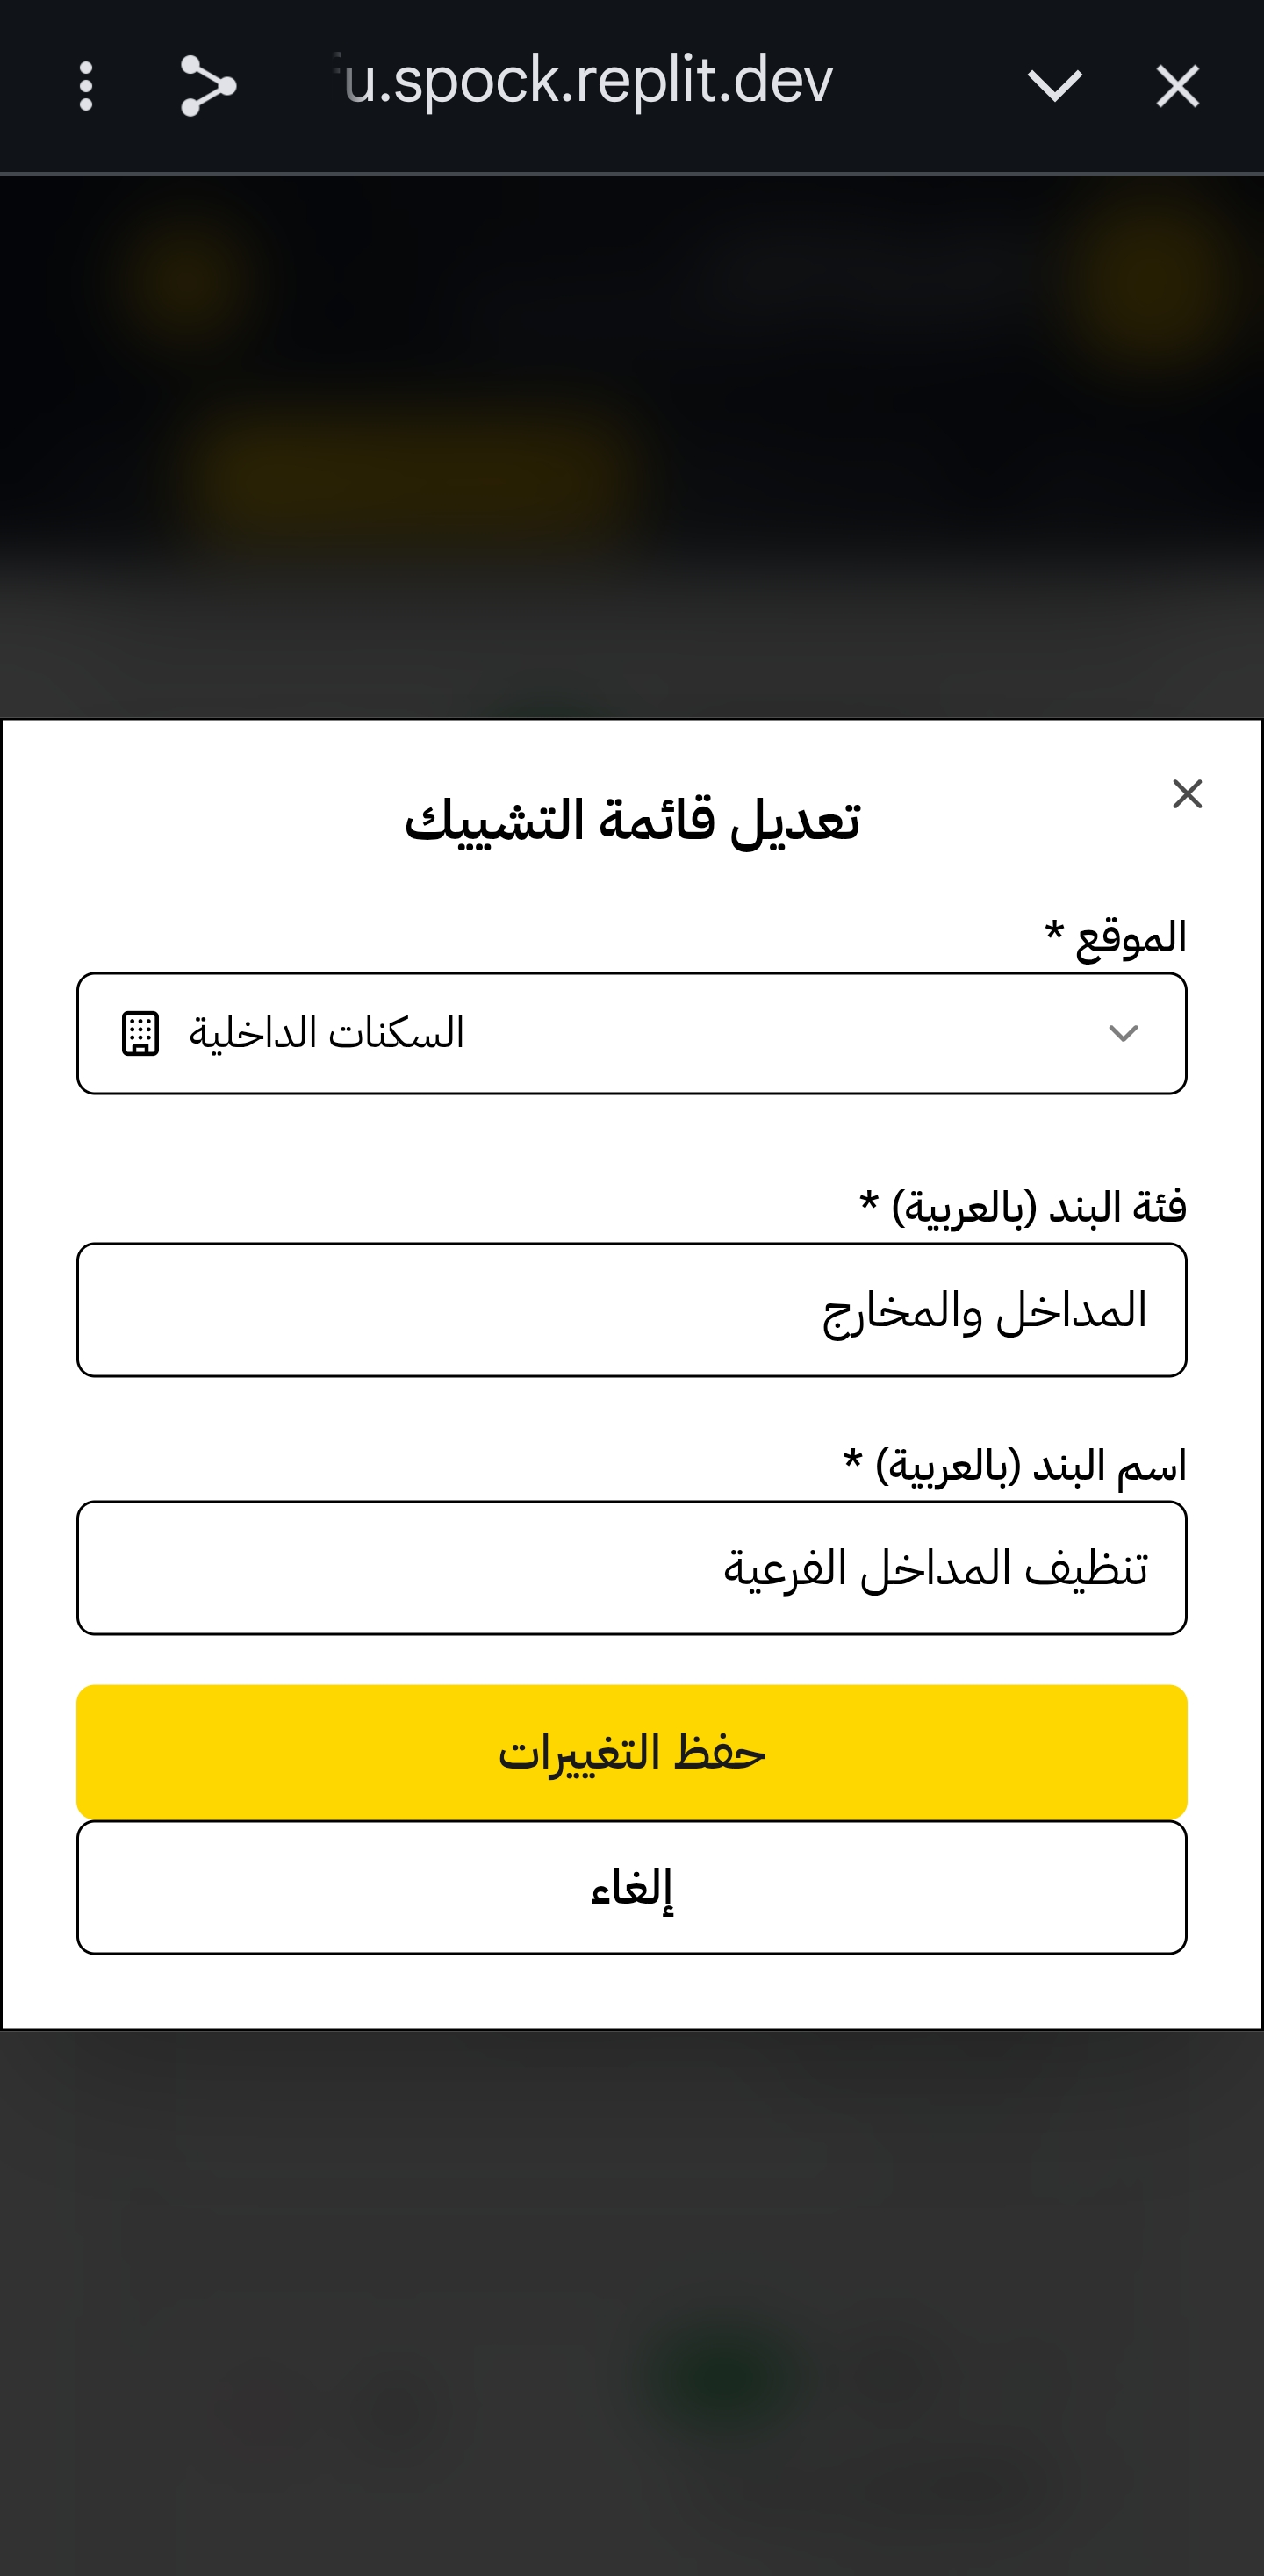 u.spock.replit.dev
تعديل قائمة التشييك
الموقع *
السكنات الداخلية
فئة البند (بالعربية) *
المداخل والمخارج
اسم البند (بالعربية) *
تنظيف المداخل الفرعية
حفظ التغييرات
إلغاء